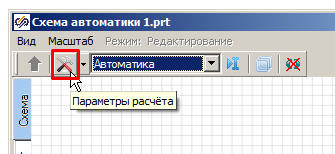 Схема автоматики 1.prt
Вид Масштаб Режим: Редактирование
Автоматика
Параметры расчёта
Схема